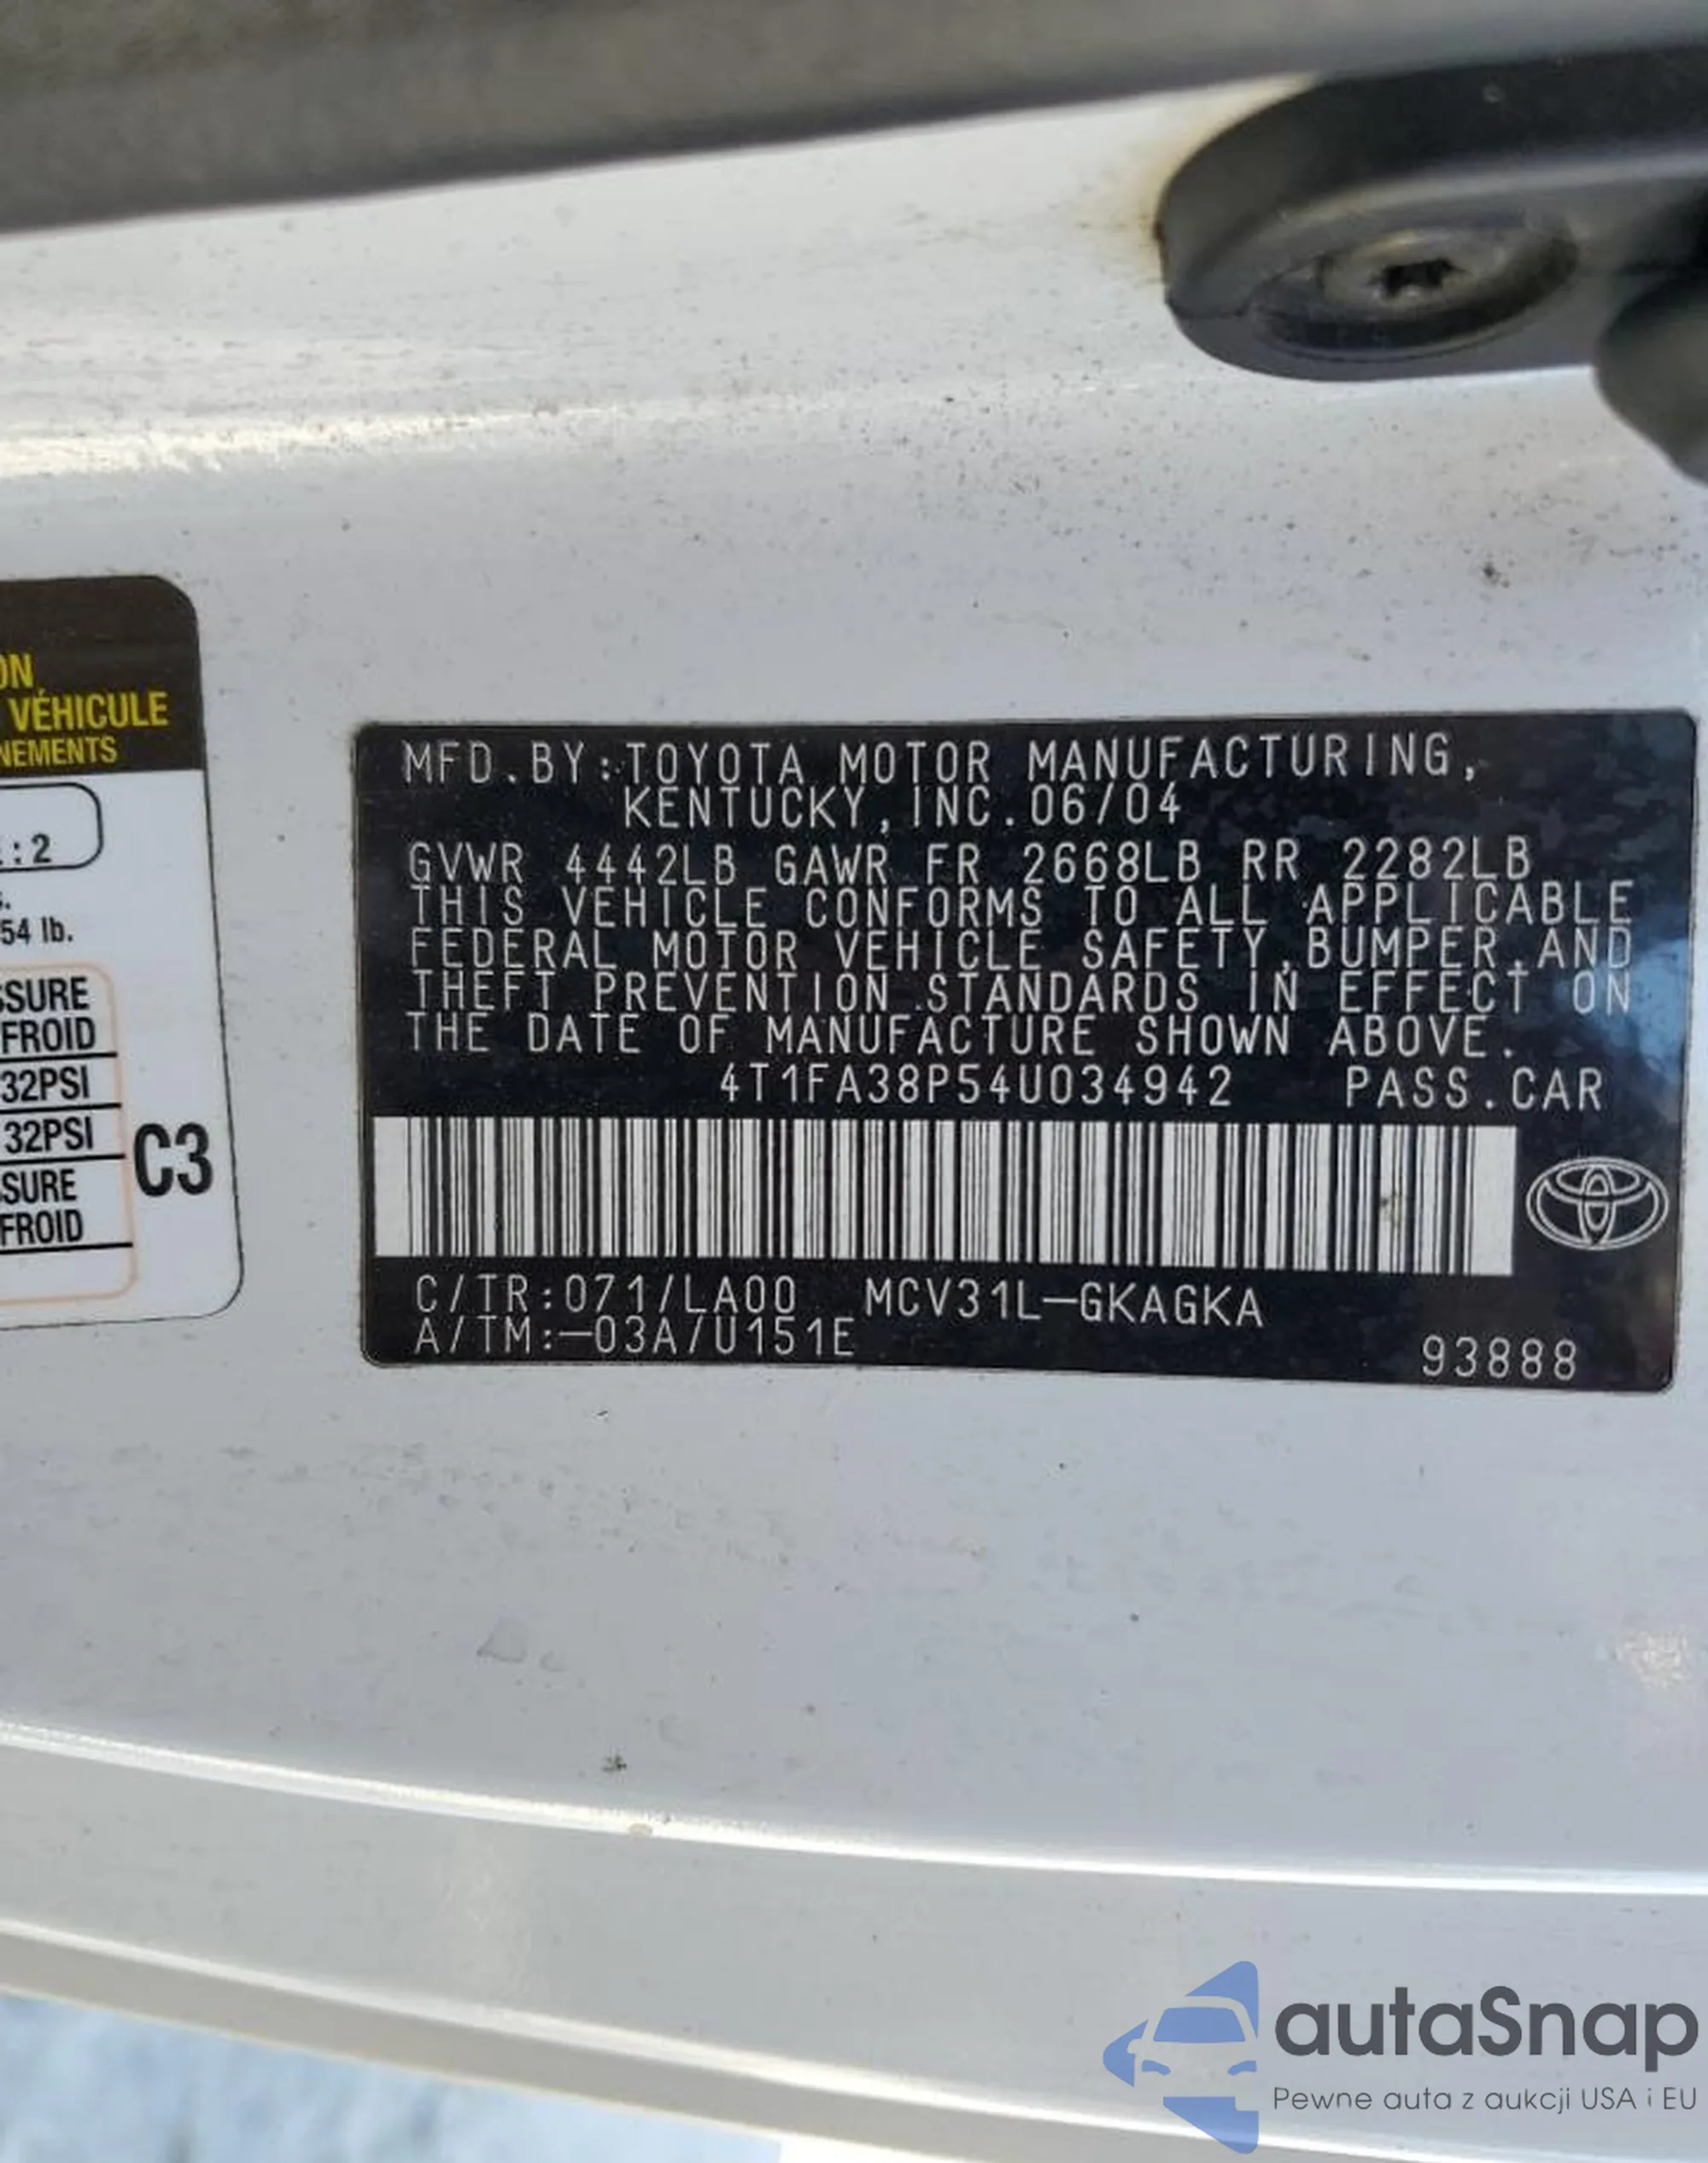 ON
VÉHICULE
NEMENTS
: 2
54 lb.
SSURE
FROID
32PSI
32PSI
SSURE
FROID
C3
MFD.BY:TOYOTA MOTOR MANUFACTURING,
KENTUCKY,INC.06/04
GVWR 4442LB GAWR FR 2668LB RR 2282LB
THIS VEHICLE CONFORMS TO ALL APPLICABLE
FEDERAL MOTOR VEHICLE SAFETY,BUMPER,AND
THEFT PREVENTION STANDARDS IN EFFECT ON
THE DATE OF MANUFACTURE SHOWN ABOVE.
4T1FA38P54U034942 PASS.CAR
C/TR:071/LA00 MCV31L-GKAGKA
A/TM:-03A/U151E
93888
autaSnap
Pewne auta z aukcji USA i EU